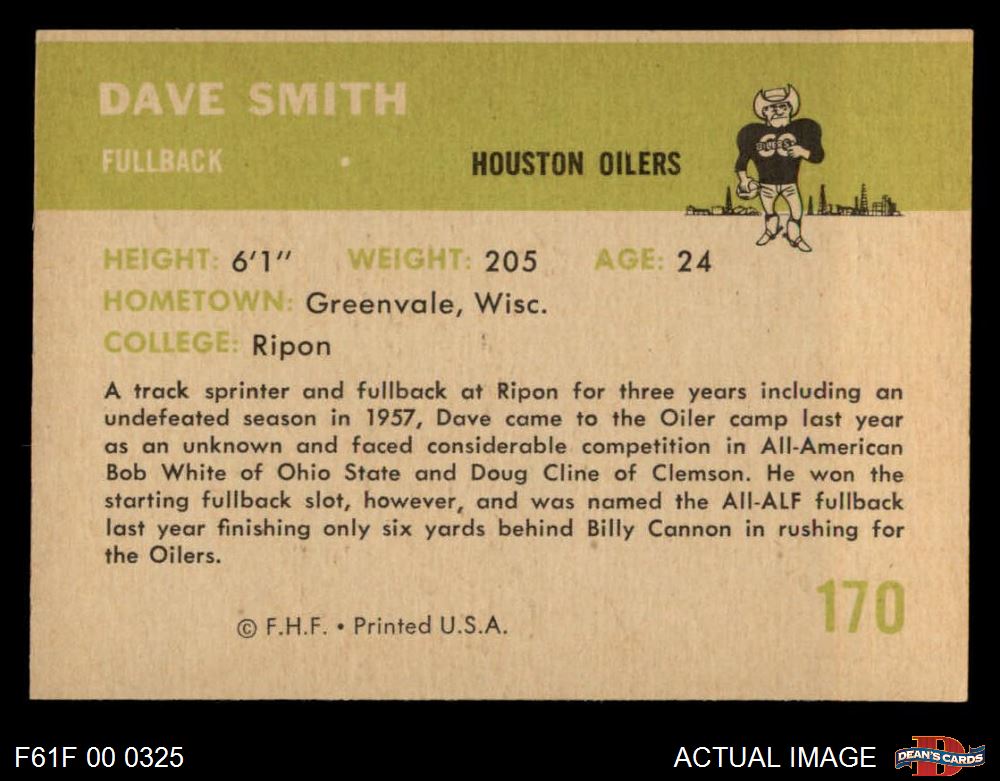 DAVE SMITH
FULLBACK • HOUSTON OILERS
OILERS
HEIGHT: 6'1" WEIGHT: 205 AGE: 24
HOMETOWN: Greenvale, Wisc.
COLLEGE: Ripon
A track sprinter and fullback at Ripon for three years including an
undefeated season in 1957, Dave came to the Oiler camp last year
as an unknown and faced considerable competition in All-American
Bob White of Ohio State and Doug Cline of Clemson. He won the
starting fullback slot, however, and was named the All-ALF fullback
last year finishing only six yards behind Billy Cannon in rushing for
the Oilers.
170
© F.H.F. • Printed U.S.A.
F61F 00 0325
ACTUAL IMAGE
D
DEAN'S CARDS